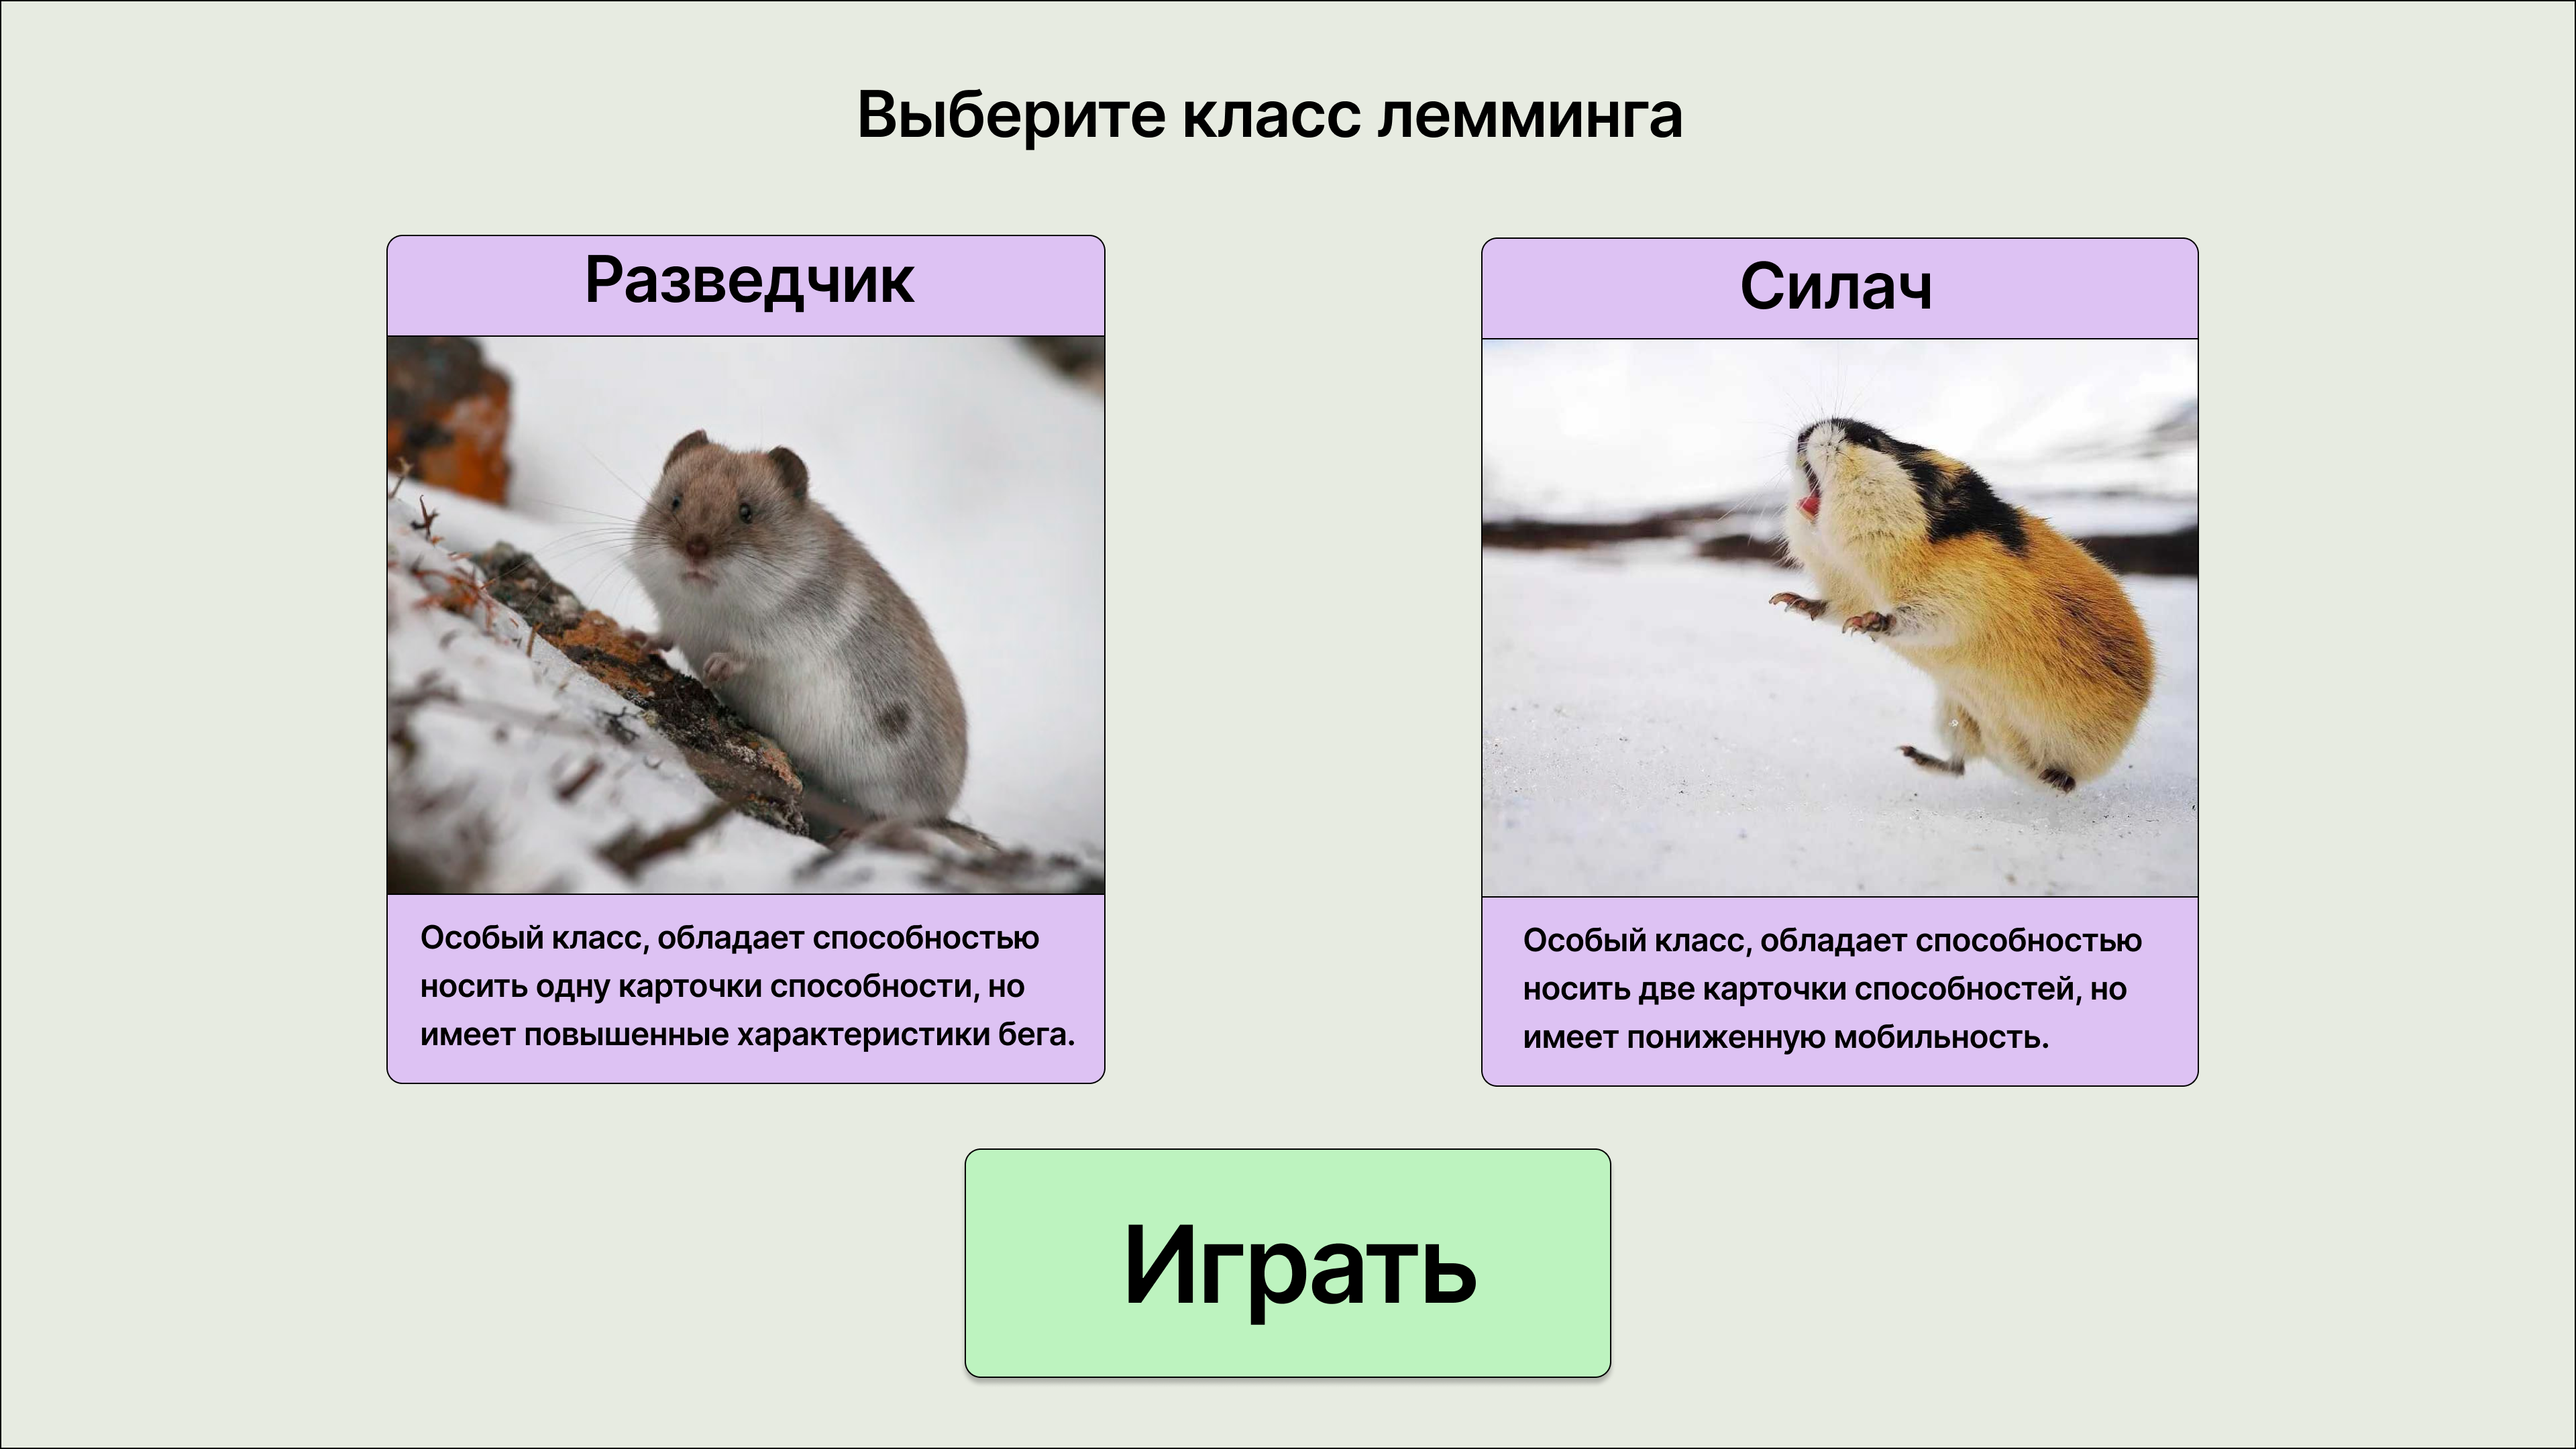 Выберите класс лемминга
Разведчик
Особый класс, обладает способностью
носить одну карточки способности, но
имеет повышенные характеристики бега.
Силач
Особый класс, обладает способностью
носить две карточки способностей, но
имеет пониженную мобильность.
Играть